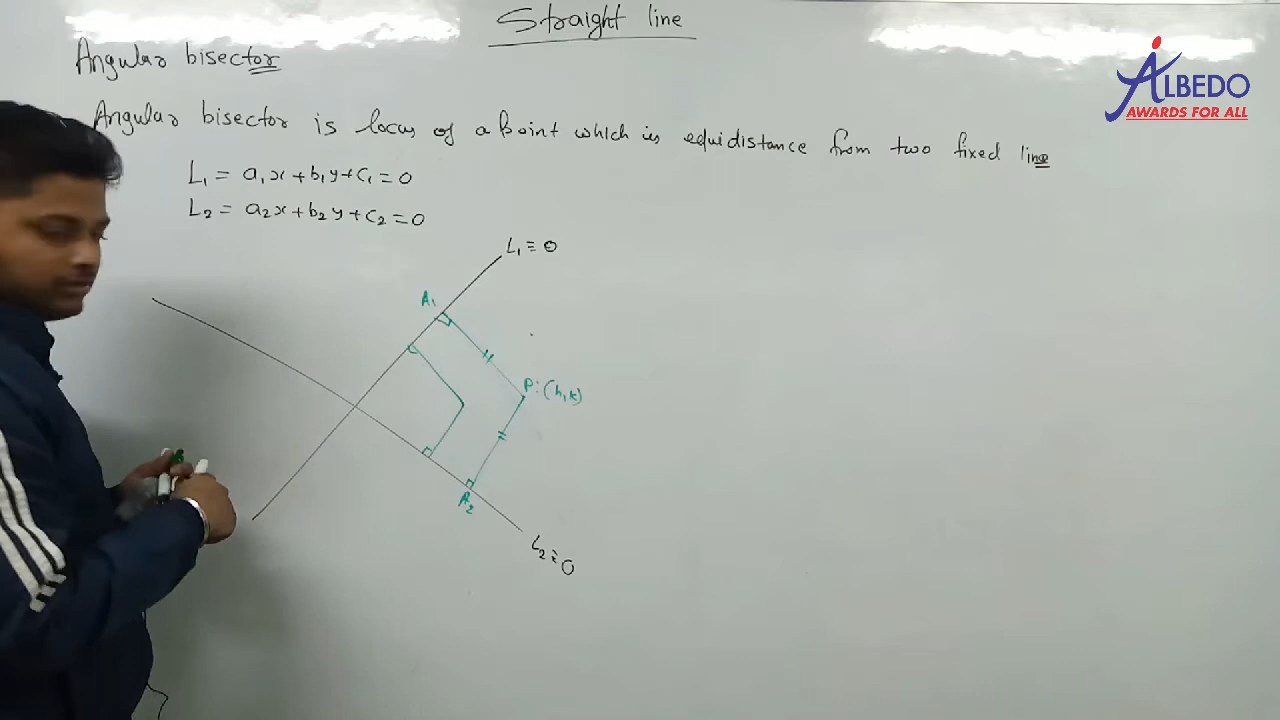 Straight line
Angular bisector
ALBEDO
AWARDS FOR ALL
Angular bisector is locus of a point which is equidistance from two fixed line
L₁ = a₁x + b₁y + c₁ = 0
L₂ = a₂x + b₂y + c₂ = 0
L₁ ≡ 0
A₁
P:(h,k)
A₂
L₂ = 0